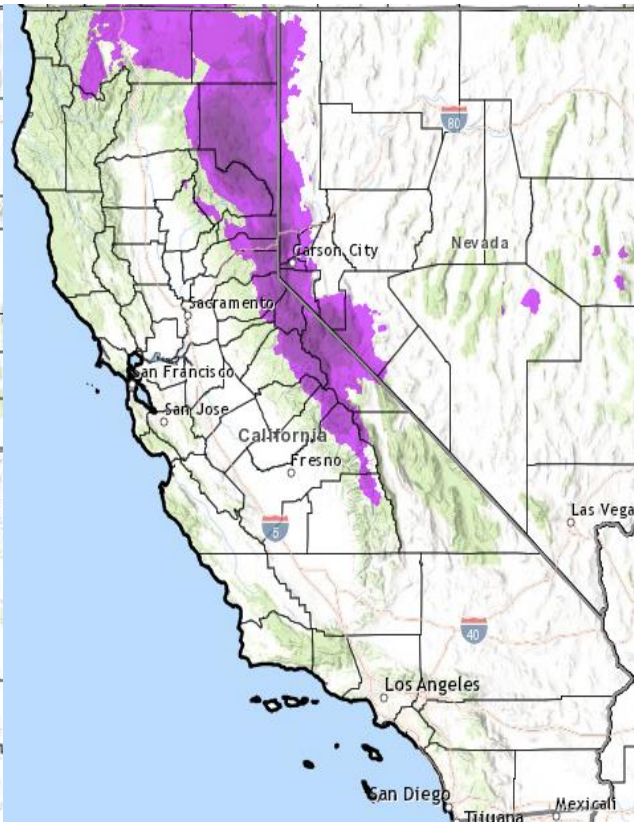 80
Nevada
Carson City
Sacramento
San Francisco
San Jose
California
Fresno
5
Las Vega
40
Los Angeles
San Diego
Mexicali
Tijuana